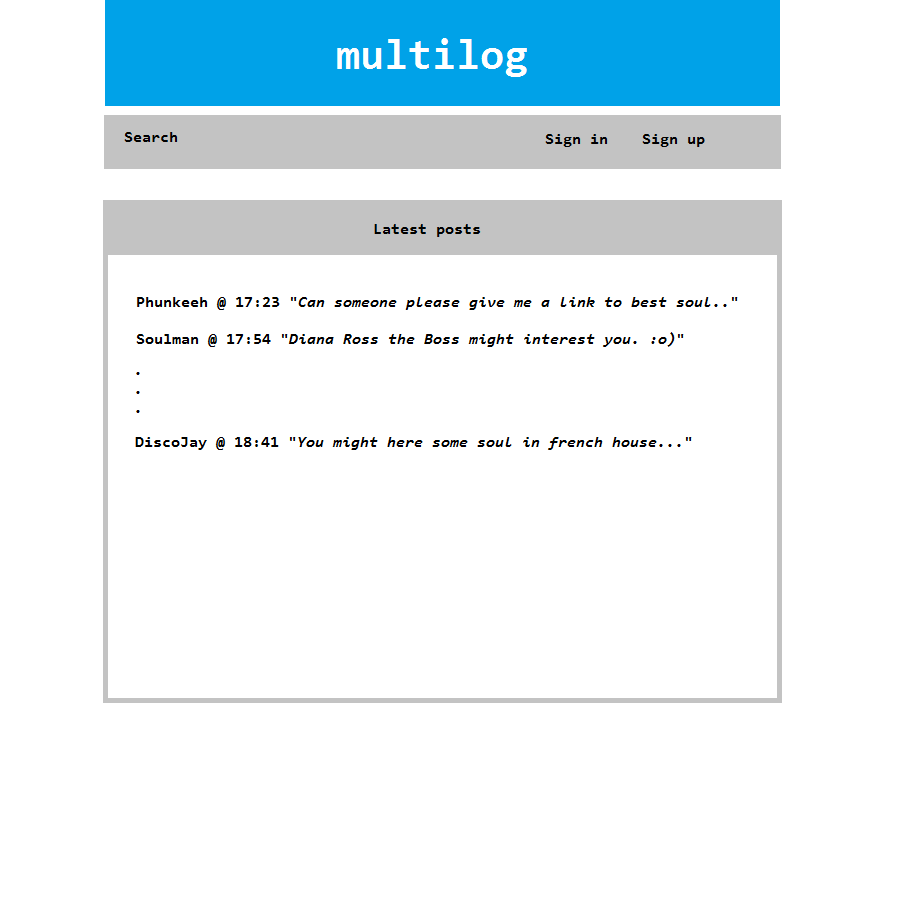 multilog
Search Sign in Sign up
Latest posts
Phunkeeh @ 17:23 "Can someone please give me a link to best soul.."
Soulman @ 17:54 "Diana Ross the Boss might interest you. :o)"
.
.
.
DiscoJay @ 18:41 "You might here some soul in french house..."